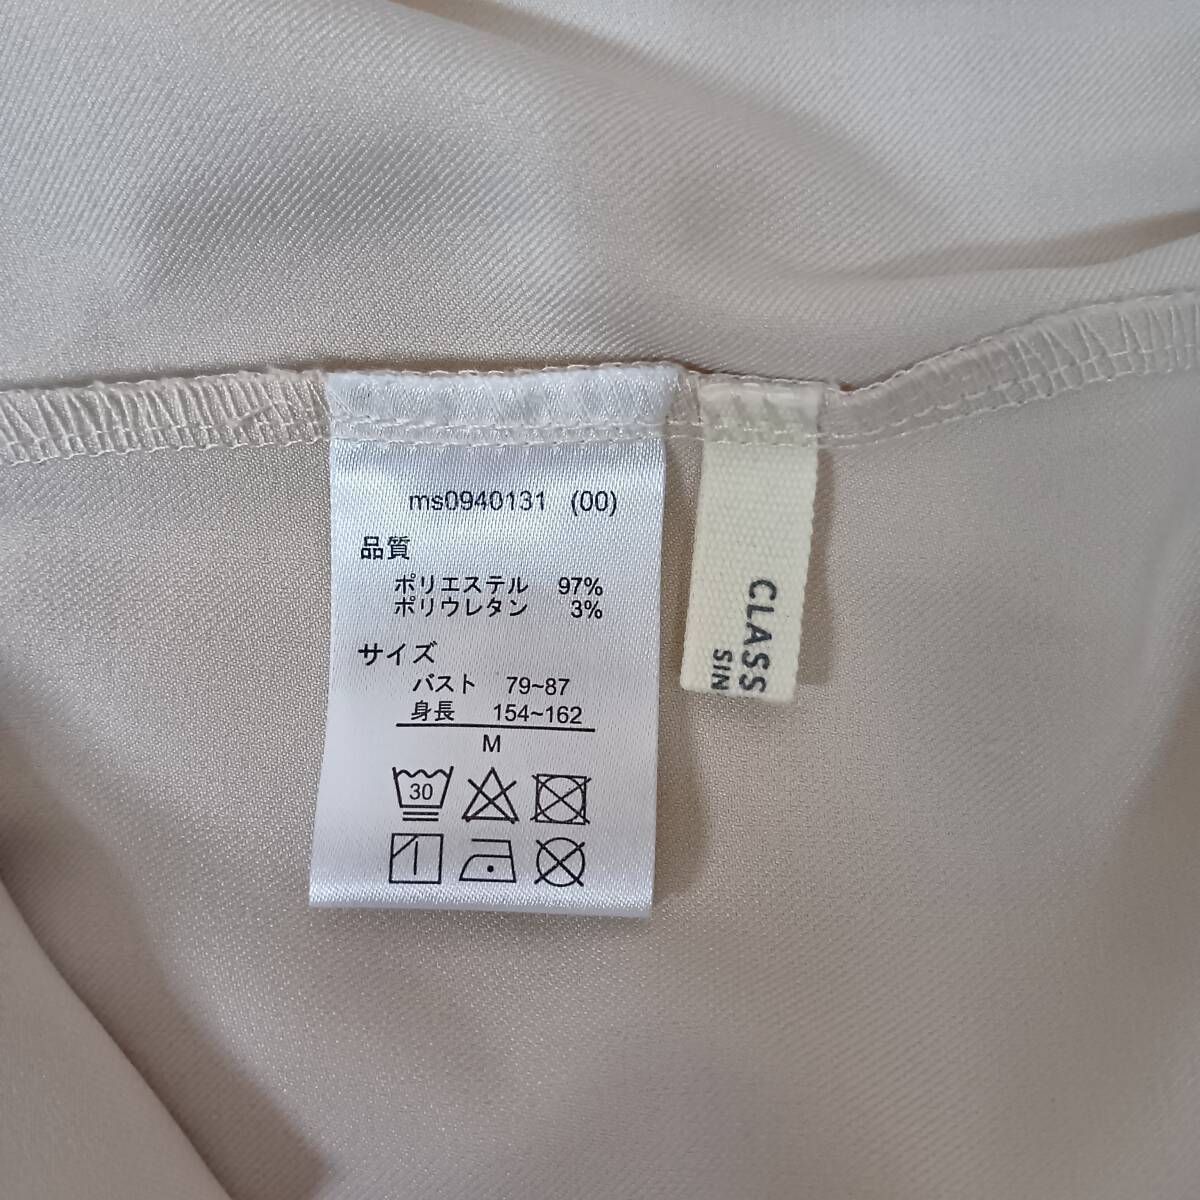 ms0940131 (00)
品質
ポリエステル 97%
ポリウレタン 3%
サイズ
バスト 79~87
身長 154~162
M
30
CLASS
SIN